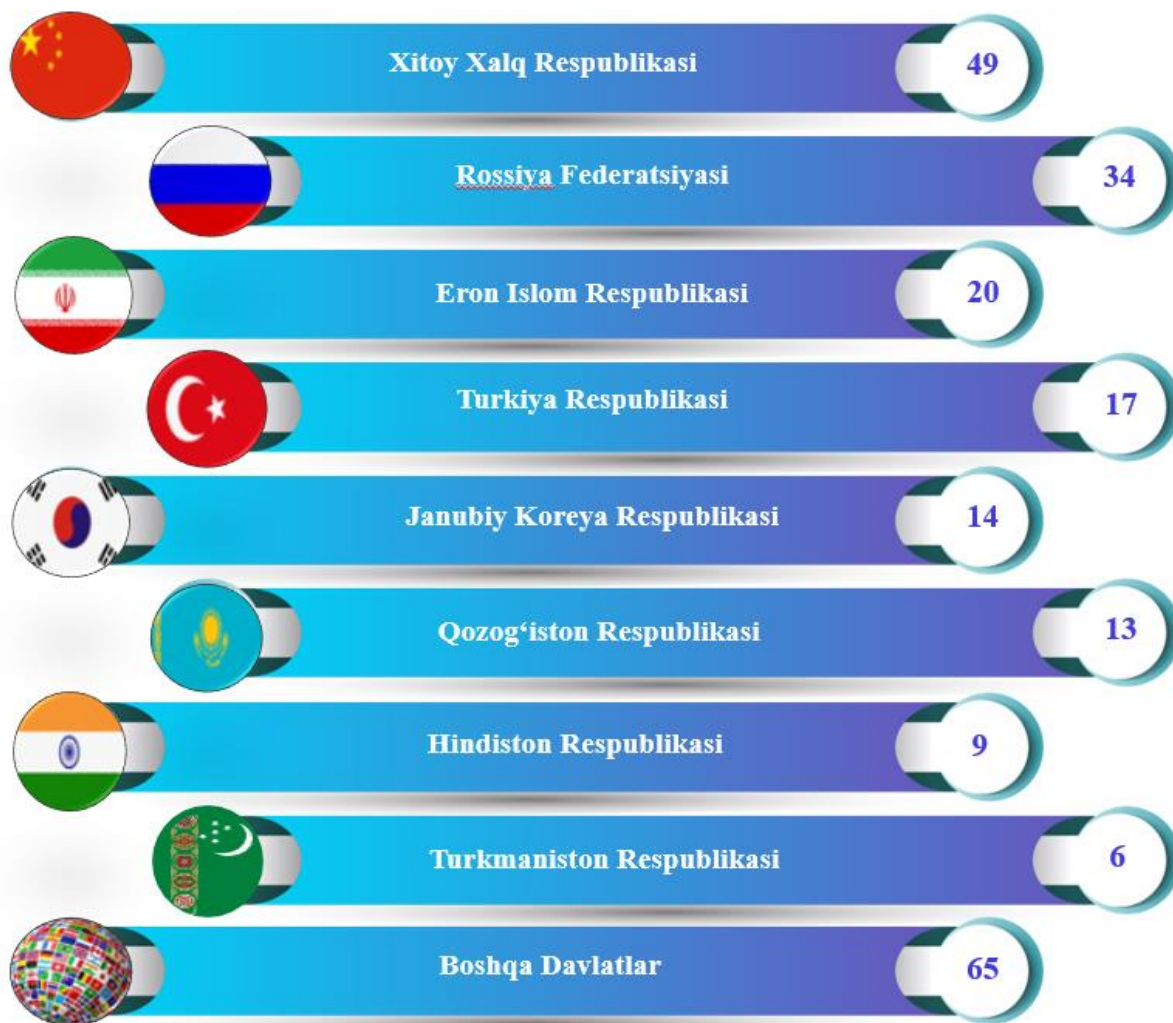 Xitoy Xalq Respublikasi 49
Rossiya Federatsiyasi 34
Eron Islom Respublikasi 20
Turkiya Respublikasi 17
Janubiy Koreya Respublikasi 14
Qozog‘iston Respublikasi 13
Hindiston Respublikasi 9
Turkmaniston Respublikasi 6
Boshqa Davlatlar 65